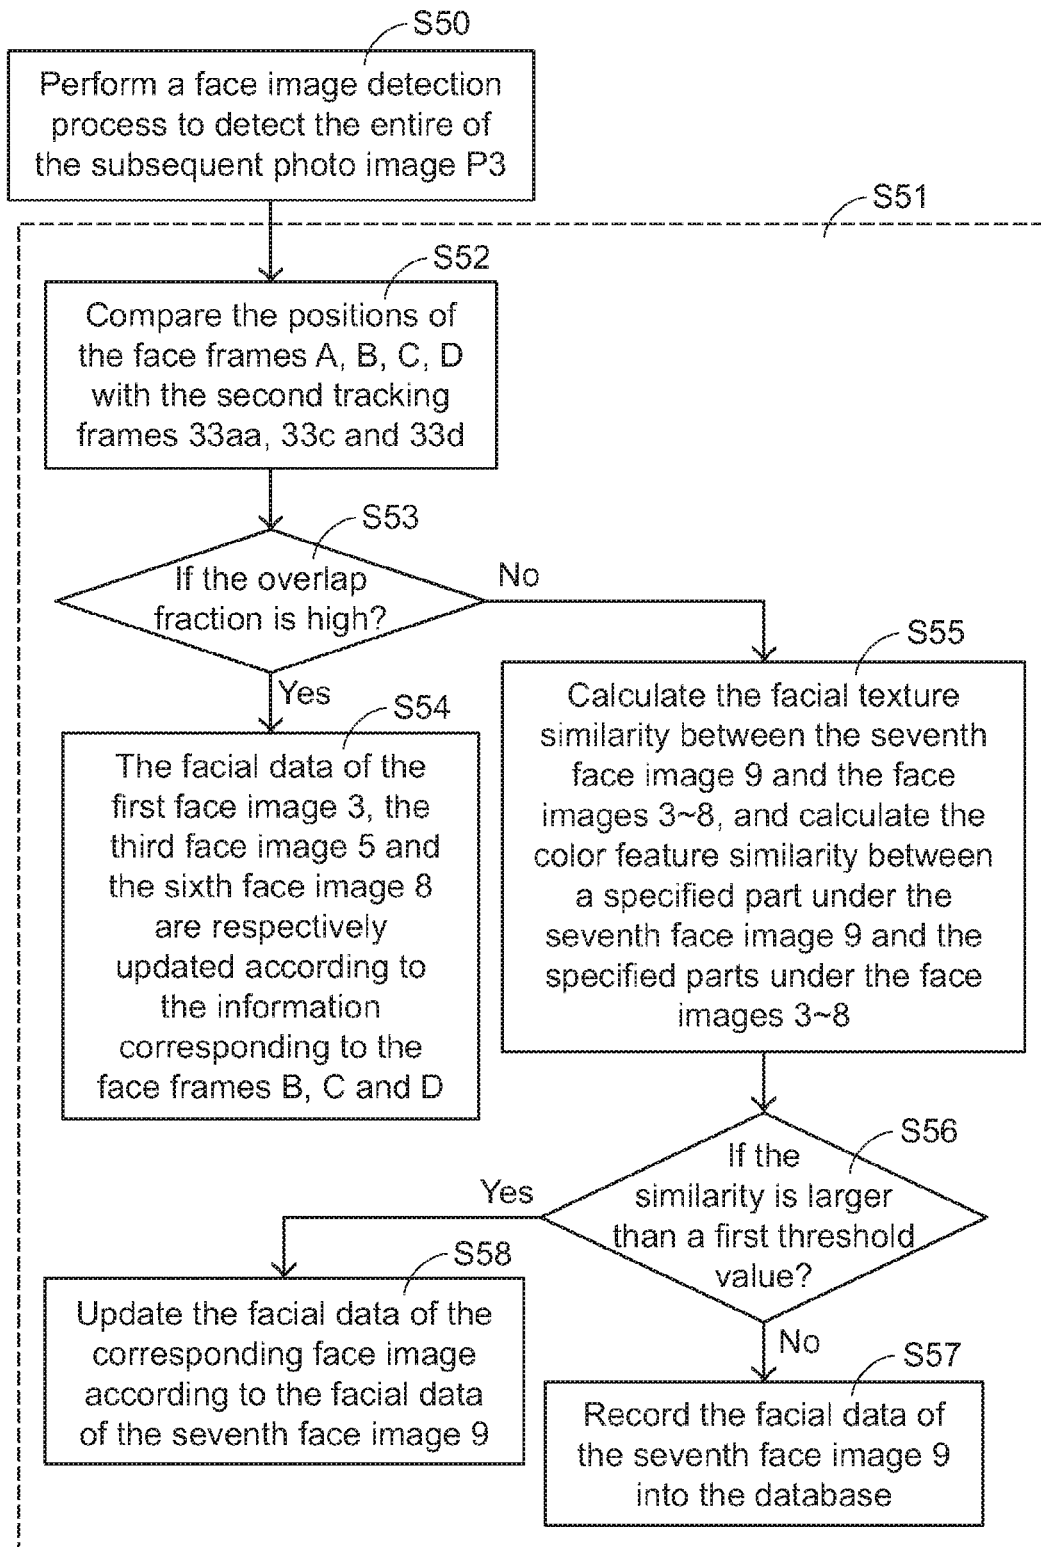 S50
Perform a face image detection
process to detect the entire of
the subsequent photo image P3
S51
S52
Compare the positions of
the face frames A, B, C, D
with the second tracking
frames 33aa, 33c and 33d
S53
If the overlap
fraction is high?
No
Yes
S54
The facial data of the
first face image 3, the
third face image 5 and
the sixth face image 8
are respectively
updated according to
the information
corresponding to the
face frames B, C and D
S55
Calculate the facial texture
similarity between the seventh
face image 9 and the face
images 3~8, and calculate the
color feature similarity between
a specified part under the
seventh face image 9 and the
specified parts under the face
images 3~8
S56
If the
similarity is larger
than a first threshold
value?
Yes
S58
Update the facial data of the
corresponding face image
according to the facial data
of the seventh face image 9
No
S57
Record the facial data of
the seventh face image 9
into the database